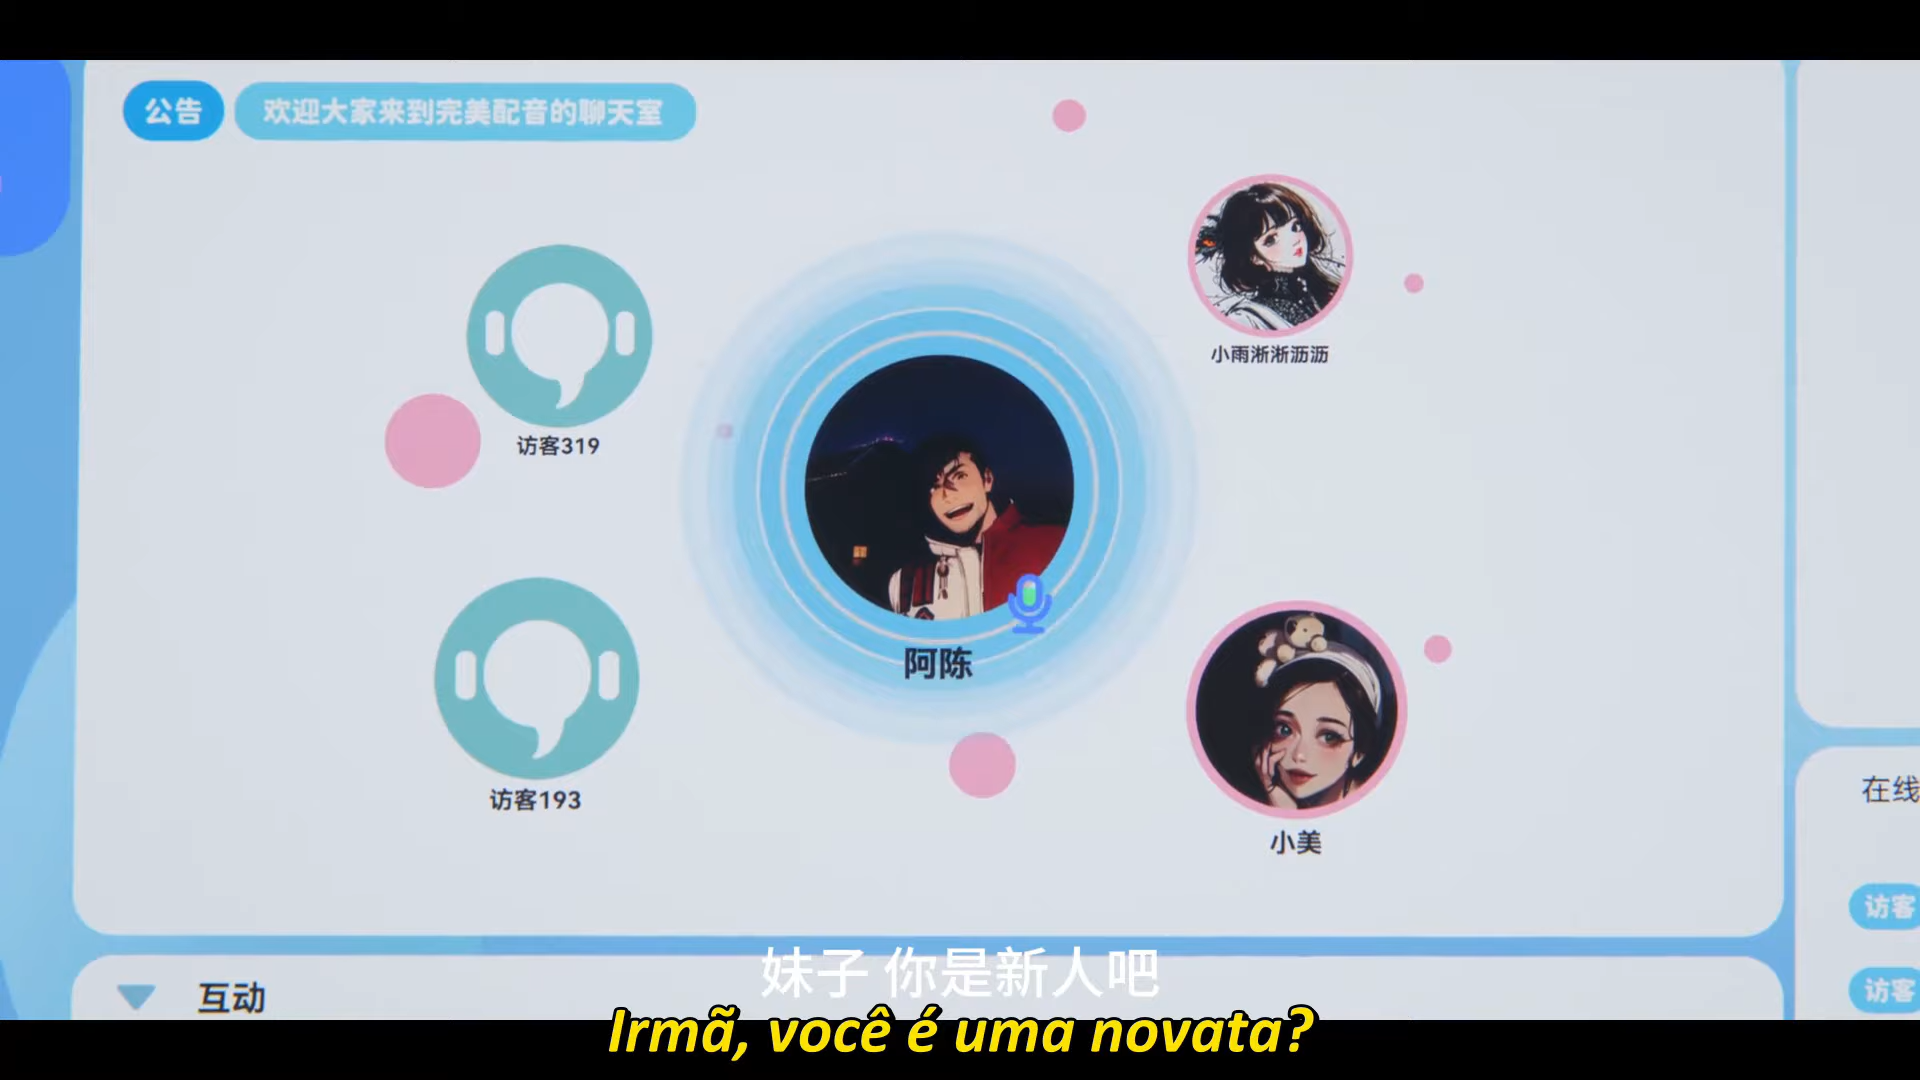 公告
欢迎大家来到完美配音的聊天室
小雨淅淅沥沥
访客319
阿陈
访客193
小美
在线
访客
访客
互动
妹子 你是新人吧
Irmã, você é uma novata?